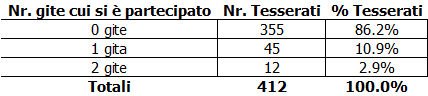 Nr. gite cui si è partecipato Nr. Tesserati % Tesserati
0 gite 355 86.2%
1 gita 45 10.9%
2 gite 12 2.9%
Totali 412 100.0%